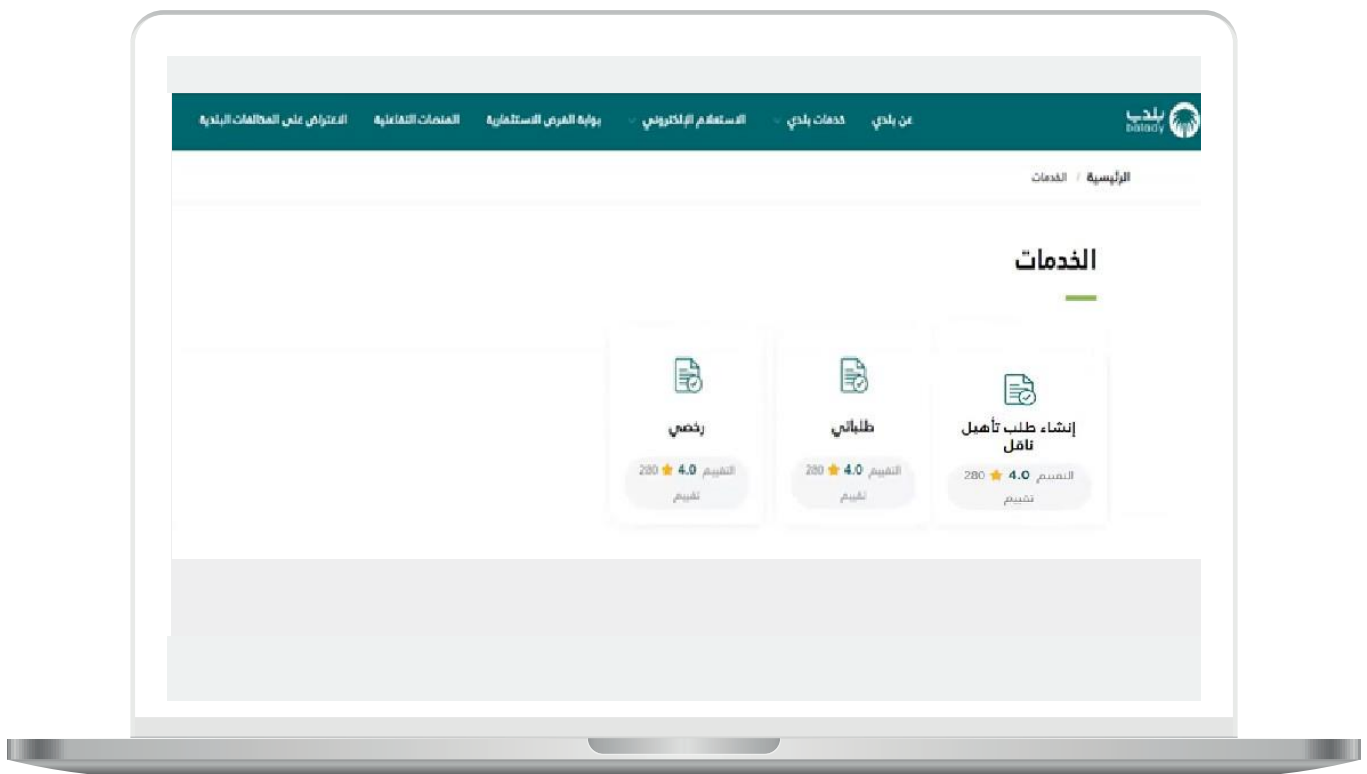 بلدي
balady
عن بلدي
خدمات بلدي
الاستعلام الإلكتروني
بوابة الفرص الاستثمارية
المنصات التفاعلية
الاعتراض على المخالفات البلدية
الرئيسية / الخدمات
الخدمات
إنشاء طلب تأهيل
ناقل
التقييم 4.0 280
تقييم
طلباتي
التقييم 4.0 280
تقييم
رخصي
التقييم 4.0 280
تقييم